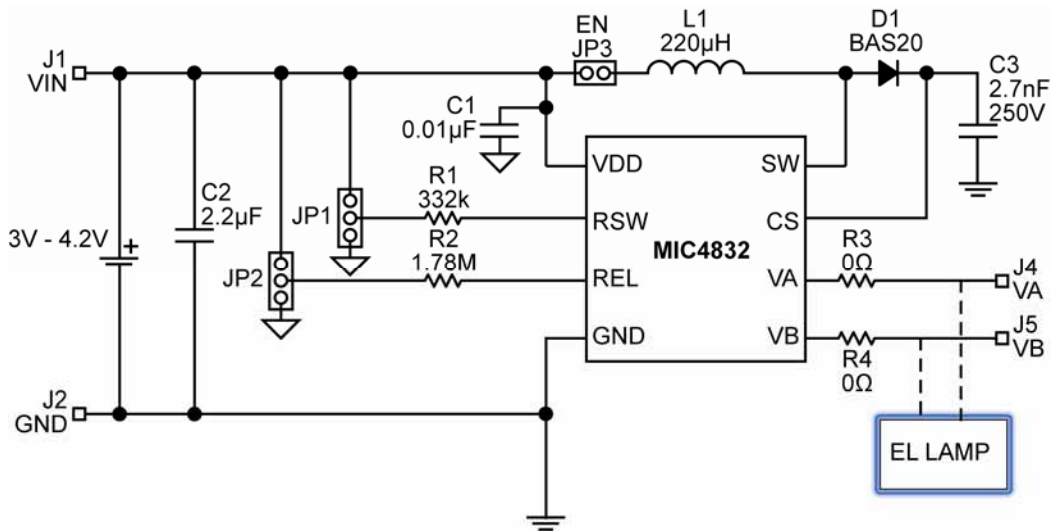 J1
VIN
EN
JP3
L1
220µH
D1
BAS20
C3
2.7nF
250V
C1
0.01µF
VDD
SW
C2
2.2µF
JP1
R1
332k
RSW
CS
MIC4832
3V - 4.2V
+
JP2
R2
1.78M
REL
VA
R3
0Ω
J4
VA
GND
VB
R4
0Ω
J5
VB
J2
GND
EL LAMP